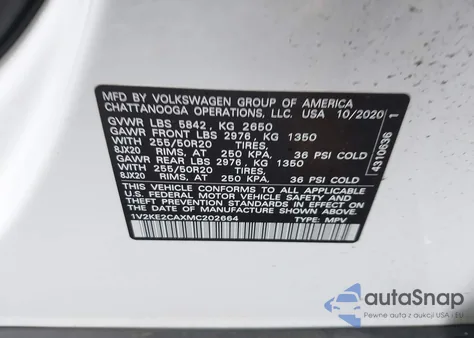 MFD BY VOLKSWAGEN GROUP OF AMERICA
CHATTANOOGA OPERATIONS, LLC. USA 10/2020
GVWR LBS 5842, KG 2650
GAWR FRONT LBS 2976, KG 1350
WITH 255/50R20 TIRES,
8JX20 RIMS, AT 250 KPA, 36 PSI COLD
GAWR REAR LBS 2976, KG 1350
WITH 255/50R20 TIRES,
8JX20 RIMS, AT 250 KPA, 36 PSI COLD
THIS VEHICLE CONFORMS TO ALL APPLICABLE
U.S. FEDERAL MOTOR VEHICLE SAFETY AND
THEFT PREVENTION STANDARDS IN EFFECT ON
THE DATE OF MANUFACTURE SHOWN ABOVE.
1V2KE2CAXMC202664 TYPE: MPV
4310636 1
autoSnap
Pewne auta z USA i EU